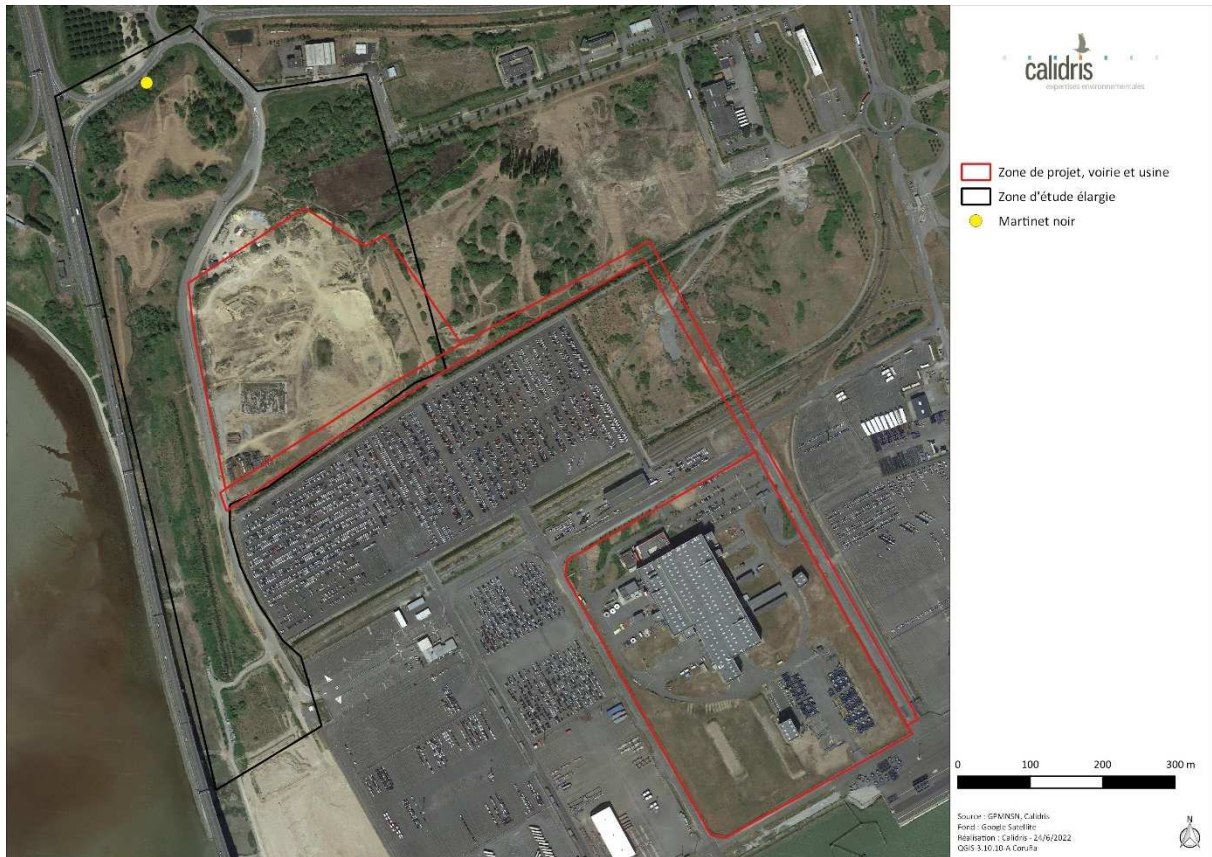 calidris
expertises environnementales
Zone de projet, voirie et usine
Zone d'étude élargie
Martinet noir
0 100 200 300 m
Source : GPMNSN, Calidris
Fond : Google Satellite
Réalisation : Calidris - 24/6/2022
QGIS 3.10.10-A Coruña
N